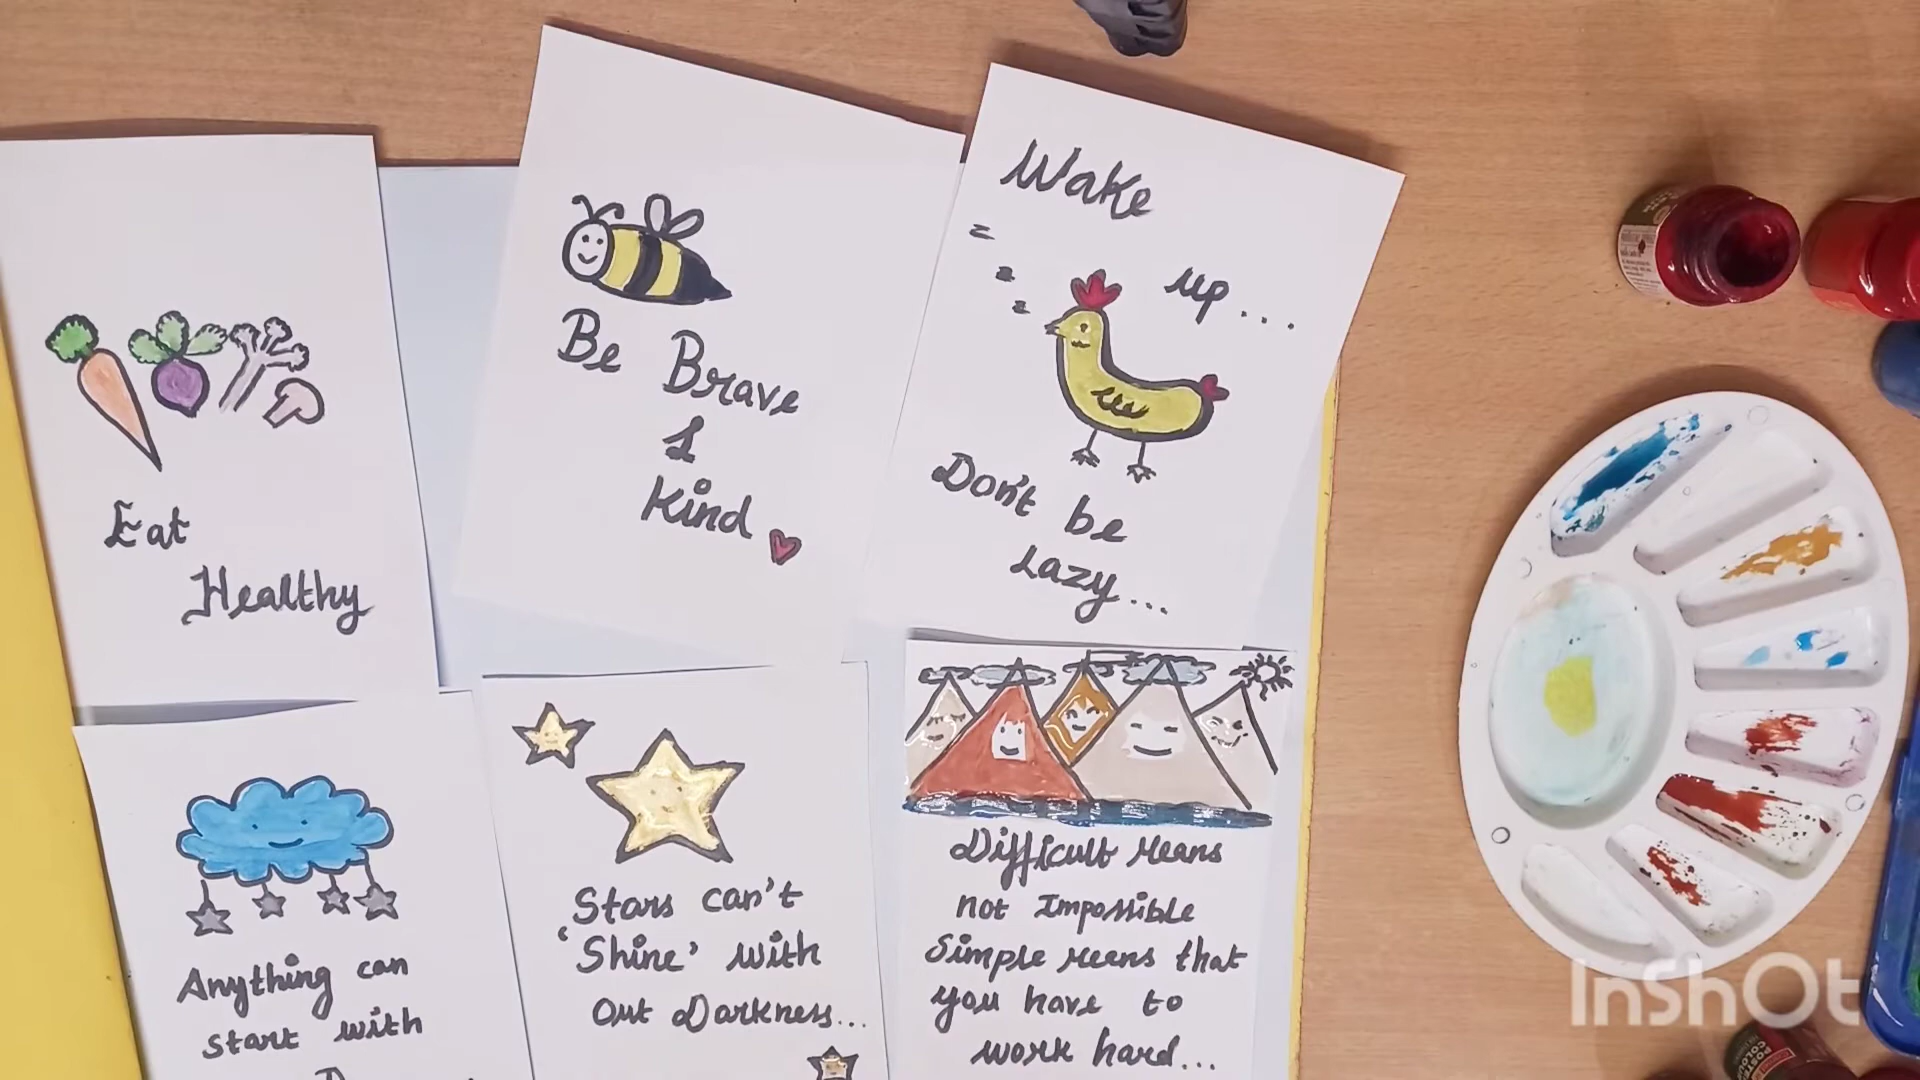 Eat
Healthy
Be Brave
&
Kind
Wake
up...
z
z
z
Don't be
Lazy...
Anything can
start with
Stars can't
'Shine' with
Out Darkness...
Difficult Means
not Impossible
Simple Means that
you have to
work hard...
InShOt